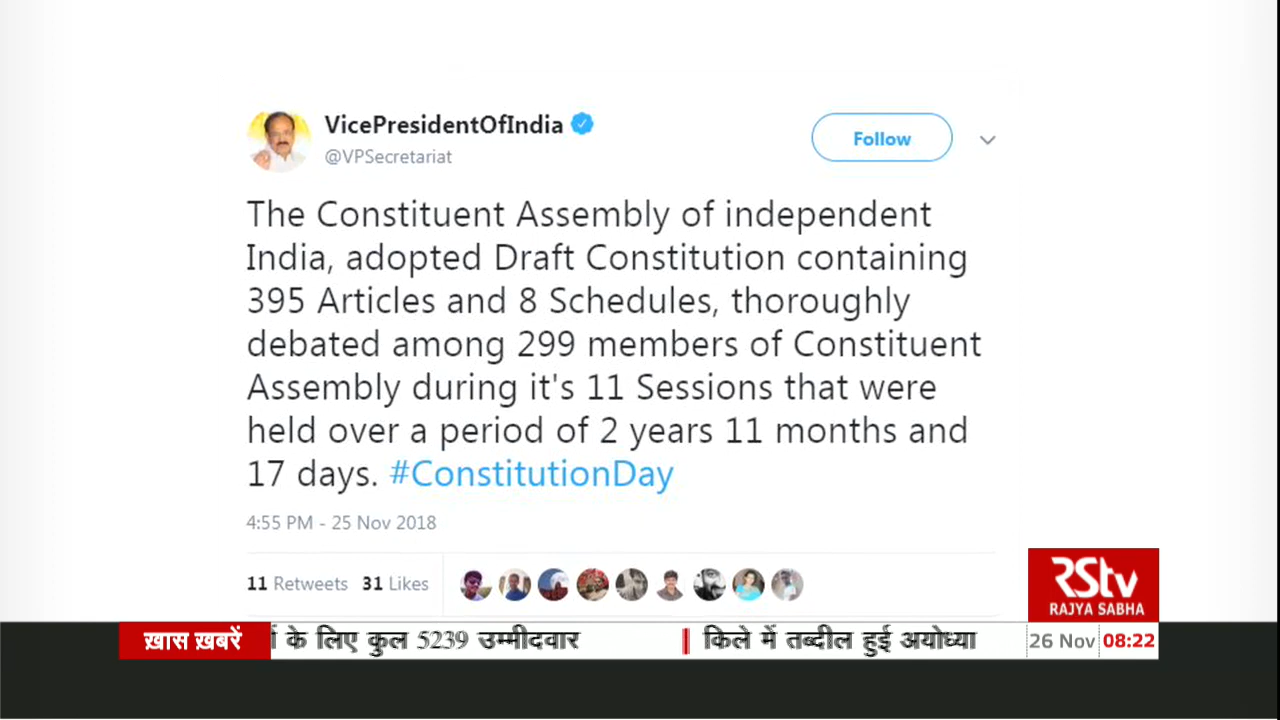 VicePresidentOfIndia
@VPSecretariat
Follow
The Constituent Assembly of independent
India, adopted Draft Constitution containing
395 Articles and 8 Schedules, thoroughly
debated among 299 members of Constituent
Assembly during it's 11 Sessions that were
held over a period of 2 years 11 months and
17 days. #ConstitutionDay
4:55 PM - 25 Nov 2018
11 Retweets 31 Likes
RStv
RAJYA SABHA
ख़ास ख़बरें
के लिए कुल 5239 उम्मीदवार | किले में तब्दील हुई अयोध्या
26 Nov 08:22